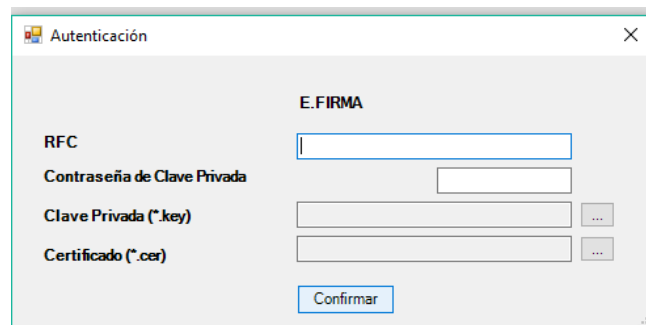 Autenticación
E.FIRMA
RFC
Contraseña de Clave Privada
Clave Privada (*.key)
...
Certificado (*.cer)
...
Confirmar